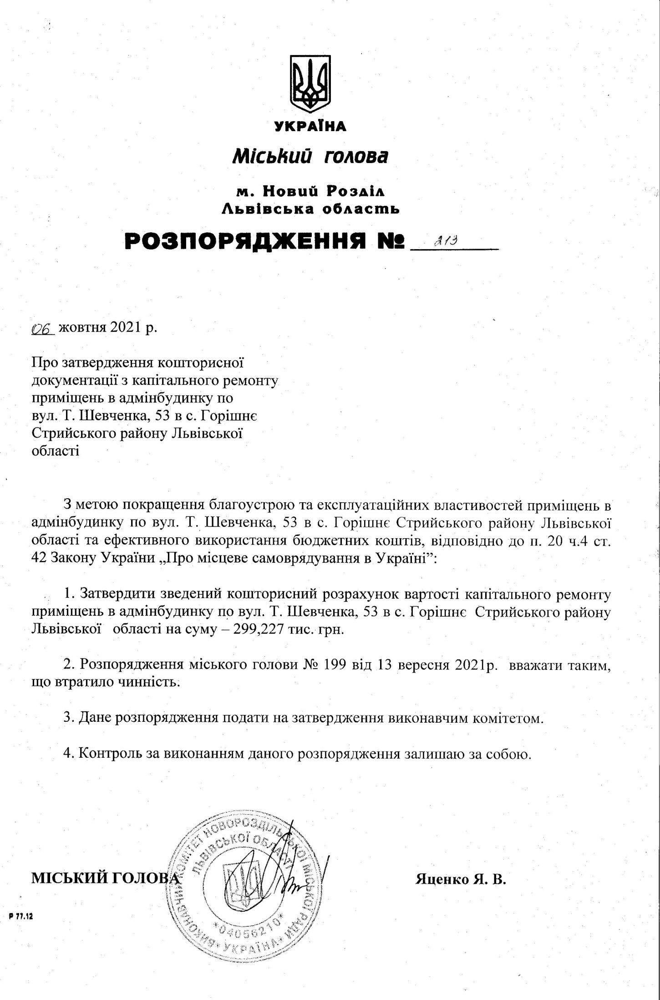 УКРАЇНА
Міський голова
м. Новий Розділ
Львівська область
РОЗПОРЯДЖЕННЯ № 213
06 жовтня 2021 р.
Про затвердження кошторисної
документації з капітального ремонту
приміщень в адмінбудинку по
вул. Т. Шевченка, 53 в с. Горішнє
Стрийського району Львівської
області
З метою покращення благоустрою та експлуатаційних властивостей приміщень в
адмінбудинку по вул. Т. Шевченка, 53 в с. Горішнє Стрийського району Львівської
області та ефективного використання бюджетних коштів, відповідно до п. 20 ч.4 ст.
42 Закону України „Про місцеве самоврядування в Україні”:
1. Затвердити зведений кошторисний розрахунок вартості капітального ремонту
приміщень в адмінбудинку по вул. Т. Шевченка, 53 в с. Горішнє Стрийського району
Львівської області на суму – 299,227 тис. грн.
2. Розпорядження міського голови № 199 від 13 вересня 2021р. вважати таким,
що втратило чинність.
3. Дане розпорядження подати на затвердження виконавчим комітетом.
4. Контроль за виконанням даного розпорядження залишаю за собою.
МІСЬКИЙ ГОЛОВА Яценко Я. В.
ВИКОНАВЧИЙ КОМІТЕТ НОВОРОЗДІЛЬСЬКОЇ МІСЬКОЇ РАДИ
ЛЬВІВСЬКОЇ ОБЛАСТІ
*04056210*
*УКРАЇНА*
Р 77.12